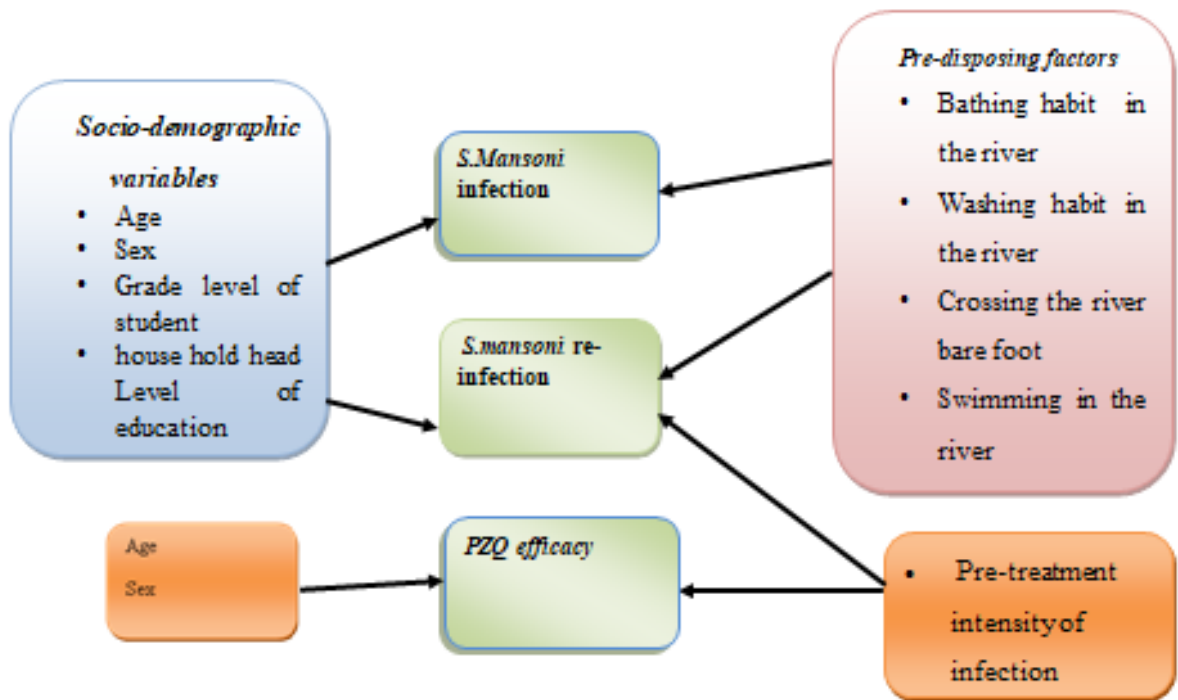 Socio-demographic
variables
• Age
• Sex
• Grade level of
student
• house hold head
Level of
education
S.Mansoni
infection
S.mansoni re-
infection
Pre-disposing factors
• Bathing habit in
the river
• Washing habit in
the river
• Crossing the river
bare foot
• Swimming in the
river
Age
Sex
PZQ efficacy
• Pre-treatment
intensity of
infection